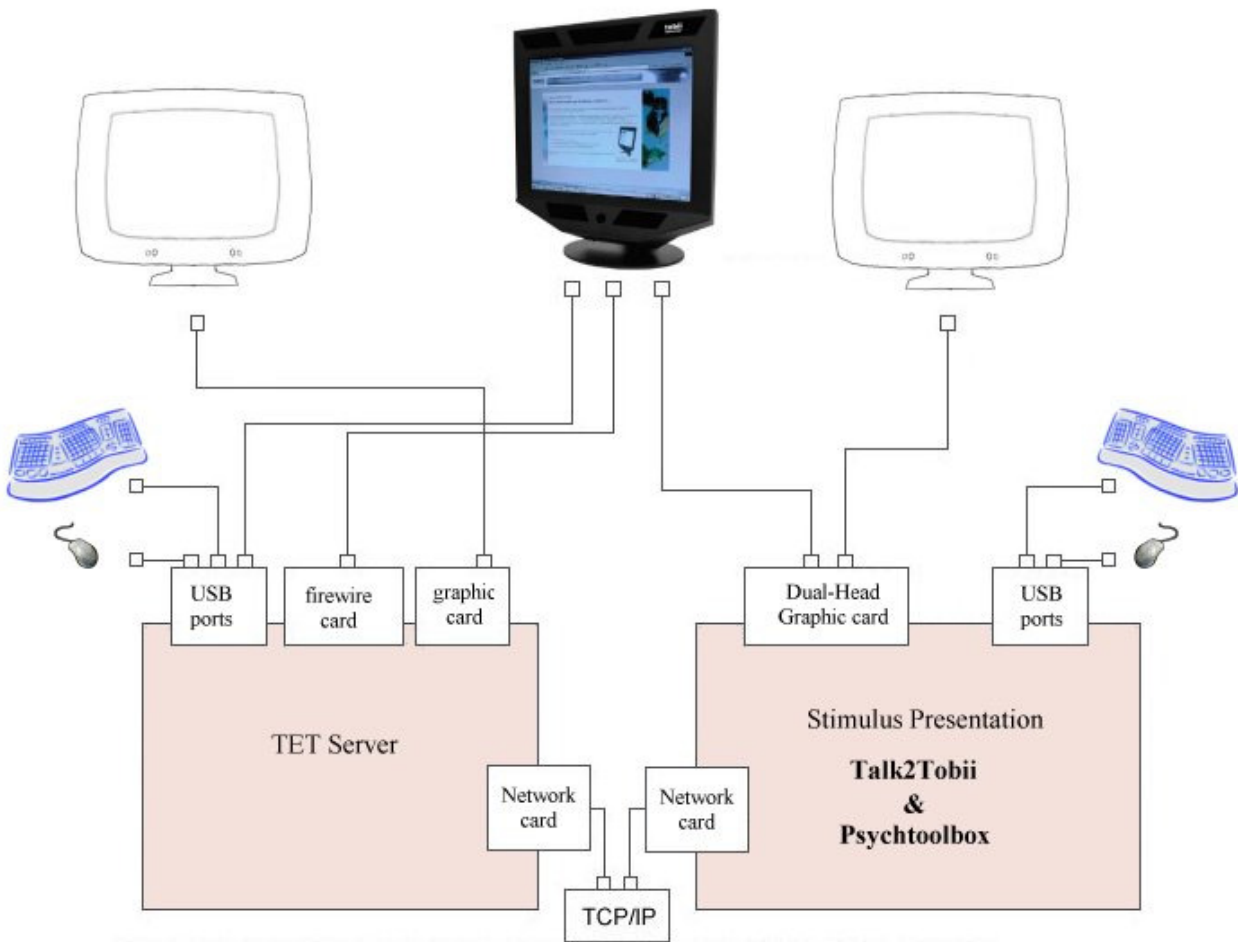 tobii
USB
ports
firewire
card
graphic
card
Dual-Head
Graphic card
USB
ports
TET Server
Stimulus Presentation
Talk2Tobii
&
Psychtoolbox
Network
card
Network
card
TCP/IP